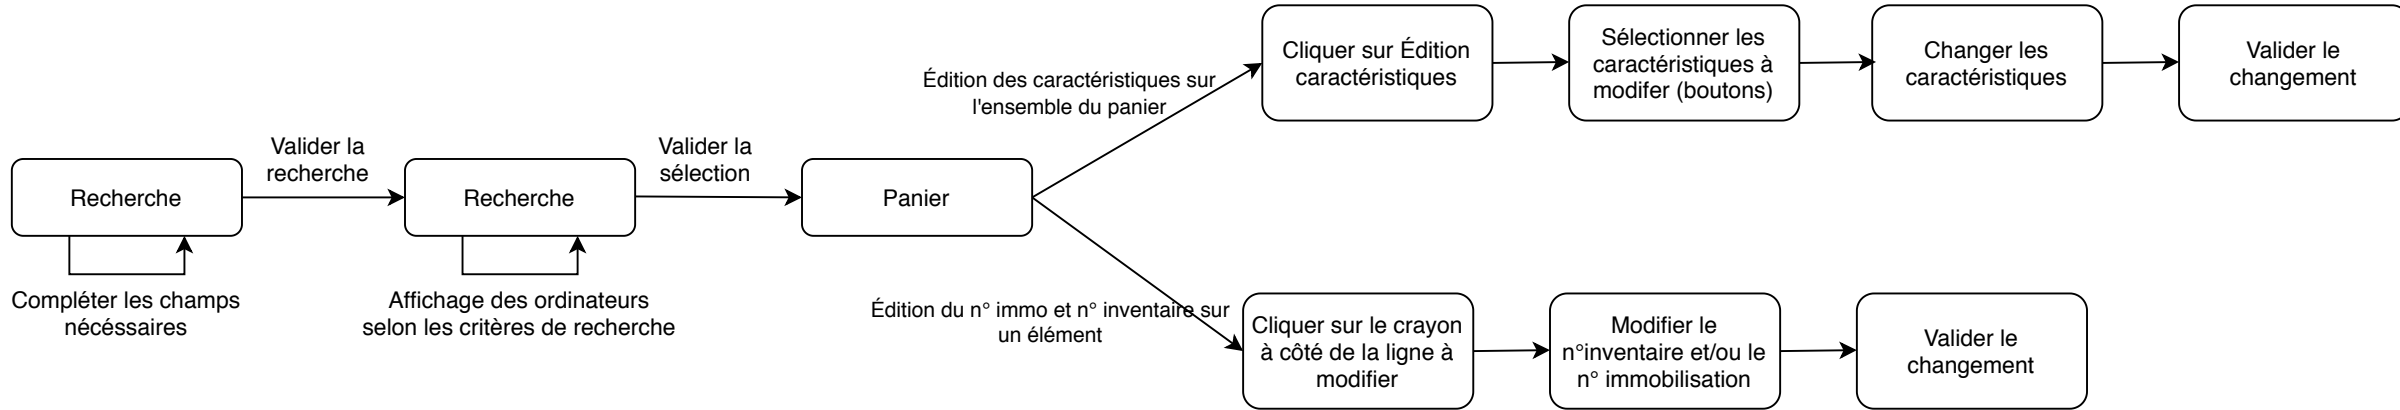 Recherche
Compléter les champs
nécéssaires
Valider la
recherche
Recherche
Affichage des ordinateurs
selon les critères de recherche
Valider la
sélection
Panier
Édition des caractéristiques sur
l'ensemble du panier
Cliquer sur Édition
caractéristiques
Sélectionner les
caractéristiques à
modifer (boutons)
Changer les
caractéristiques
Valider le
changement
Édition du n° immo et n° inventaire sur
un élément
Cliquer sur le crayon
à côté de la ligne à
modifier
Modifier le
n°inventaire et/ou le
n° immobilisation
Valider le
changement